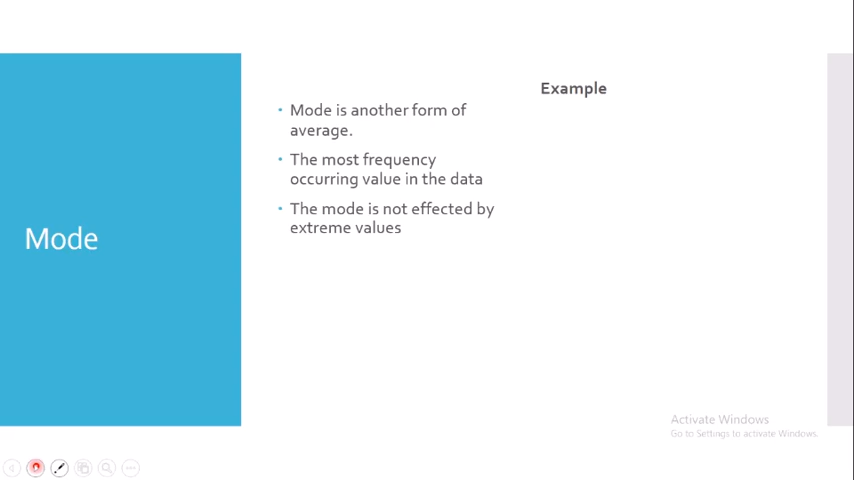 Mode
• Mode is another form of
average.
• The most frequency
occurring value in the data
• The mode is not effected by
extreme values
Example
Activate Windows
Go to Settings to activate Windows.